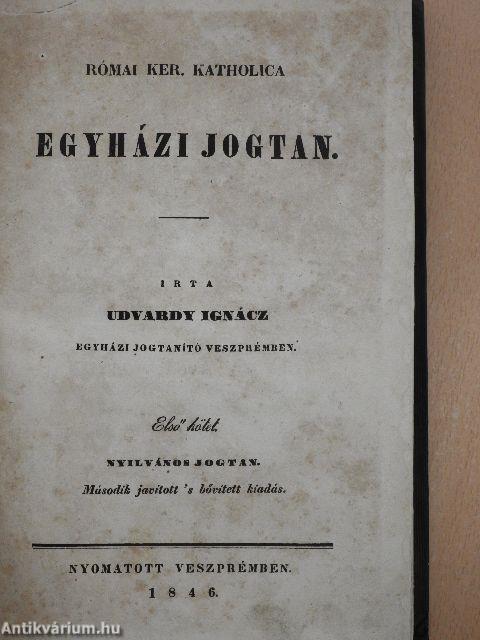 RÓMAI KER. KATHOLICA
EGYHÁZI JOGTAN.
IRTA
UDVARDY IGNÁCZ
EGYHÁZI JOGTANÍTÓ VESZPRÉMBEN.
Első kötet.
NYILVÁNOS JOGTAN.
Második javított 's bővített kiadás.
NYOMATOTT VESZPRÉMBEN.
1846.
Antikvárium.hu